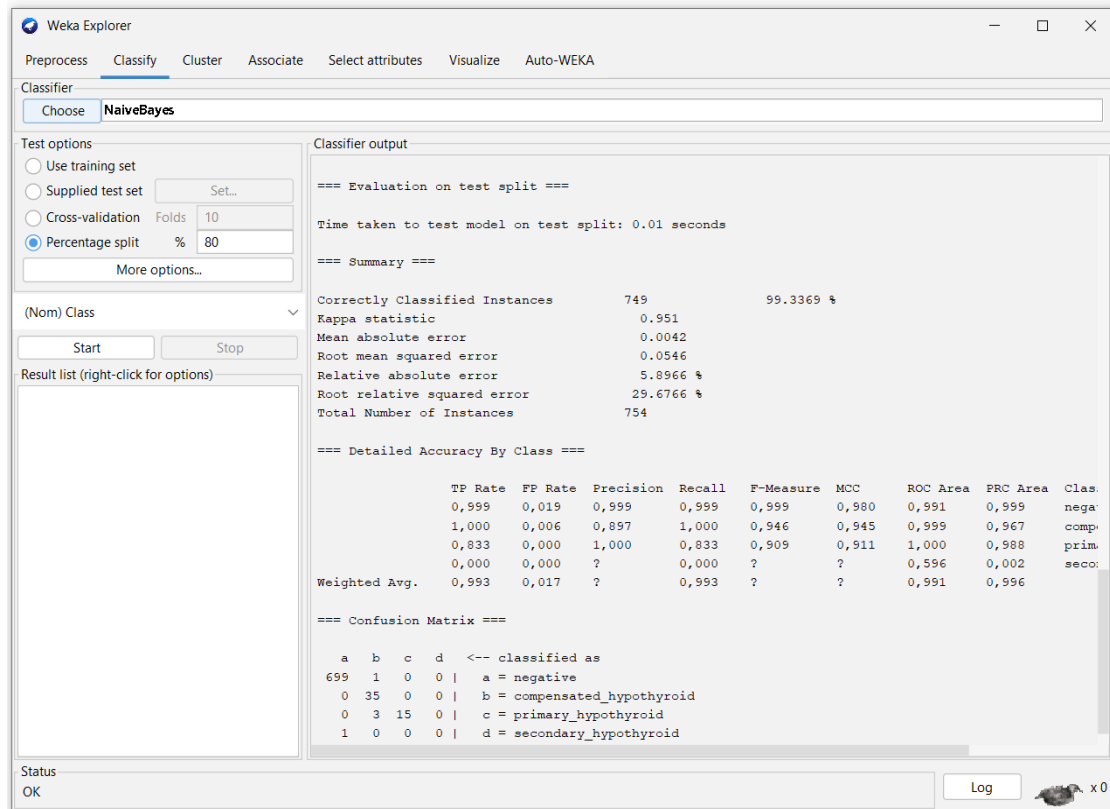 Weka Explorer
Preprocess Classify Cluster Associate Select attributes Visualize Auto-WEKA
Classifier
Choose NaiveBayes
Test options
Use training set
Supplied test set Set...
Cross-validation Folds 10
Percentage split % 80
More options...
(Nom) Class
Start Stop
Result list (right-click for options)
Classifier output
=== Evaluation on test split ===
Time taken to test model on test split: 0.01 seconds
=== Summary ===
Correctly Classified Instances 749 99.3369 %
Kappa statistic 0.951
Mean absolute error 0.0042
Root mean squared error 0.0546
Relative absolute error 5.8966 %
Root relative squared error 29.6766 %
Total Number of Instances 754
=== Detailed Accuracy By Class ===
TP Rate FP Rate Precision Recall F-Measure MCC ROC Area PRC Area Clas
0,999 0,019 0,999 0,999 0,999 0,980 0,991 0,999 nega
1,000 0,006 0,897 1,000 0,946 0,945 0,999 0,967 comp
0,833 0,000 1,000 0,833 0,909 0,911 1,000 0,988 prim
0,000 0,000 ? 0,000 ? ? 0,596 0,002 seco
Weighted Avg. 0,993 0,017 ? 0,993 ? ? 0,991 0,996
=== Confusion Matrix ===
a b c d <-- classified as
699 1 0 0 | a = negative
0 35 0 0 | b = compensated_hypothyroid
0 3 15 0 | c = primary_hypothyroid
1 0 0 0 | d = secondary_hypothyroid
Status
OK
Log x 0